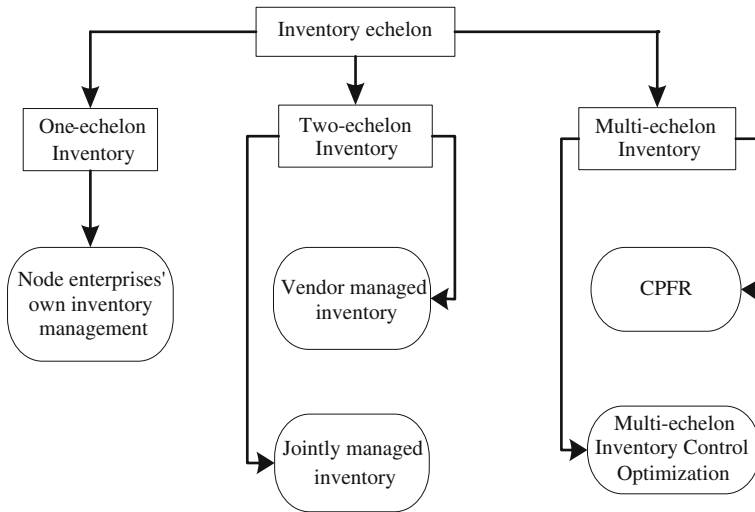 Inventory echelon
One-echelon
Inventory
Two-echelon
Inventory
Multi-echelon
Inventory
Node enterprises'
own inventory
management
Vendor managed
inventory
CPFR
Jointly managed
inventory
Multi-echelon
Inventory Control
Optimization